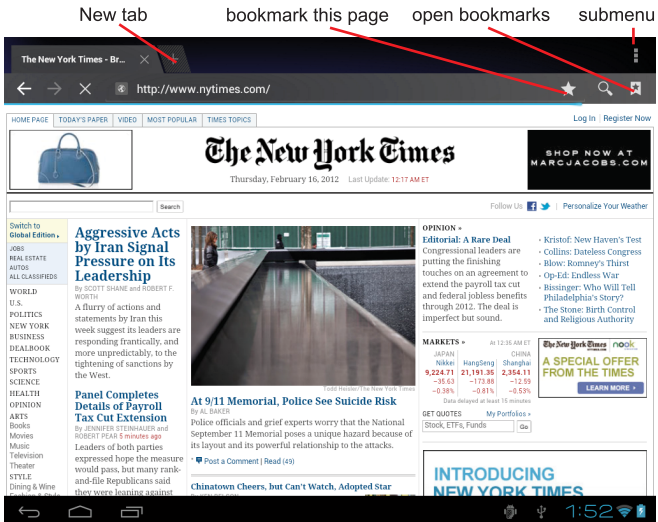 New tab
bookmark this page
open bookmarks
submenu
The New York Times - Br...
http://www.nytimes.com/
HOME PAGE
TODAY'S PAPER
VIDEO
MOST POPULAR
TIMES TOPICS
Log In
Register Now
The New York Times
Thursday, February 16, 2012 Last Update: 12:17 AM ET
SHOP NOW AT
MARCJACOBS.COM
Search
Follow Us
Personalize Your Weather
Switch to
Global Edition
JOBS
REAL ESTATE
AUTOS
ALL CLASSIFIEDS
WORLD
U.S.
POLITICS
NEW YORK
BUSINESS
DEALBOOK
TECHNOLOGY
SPORTS
SCIENCE
HEALTH
OPINION
ARTS
Books
Movies
Music
Television
Theater
STYLE
Dining & Wine
Fashion & Style
Aggressive Acts
by Iran Signal
Pressure on Its
Leadership
By SCOTT SHANE and ROBERT F.
WORTH
A flurry of actions and
statements by Iran this
week suggest its leaders are
responding frantically, and
more unpredictably, to the
tightening of sanctions by
the West.
Panel Completes
Details of Payroll
Tax Cut Extension
By JENNIFER STEINHAUER and
ROBERT PEAR 5 minutes ago
Leaders of both parties
expressed hope the measure
would pass, but many rank-
and-file Republicans said
they were leaning against
Todd Heisler/The New York Times
At 9/11 Memorial, Police See Suicide Risk
By AL BAKER
Police officials and grief experts worry that the National
September 11 Memorial poses a unique hazard because of
its layout and its powerful relationship to the attacks.
• Post a Comment | Read (49)
Chinatown Cheers, but Can't Watch, Adopted Star
OPINION »
Editorial: A Rare Deal
Congressional leaders are
putting the finishing
touches on an agreement to
extend the payroll tax cut
and federal jobless benefits
through 2012. The deal is
imperfect but sound.
• Kristof: New Haven's Test
• Collins: Dateless Congress
• Blow: Romney's Thirst
• Op-Ed: Endless War
• Bissinger: Who Will Tell
Philadelphia's Story?
• The Stone: Birth Control
and Religious Authority
MARKETS »
At 12:35 AM ET
JAPAN
CHINA
Nikkei
HangSeng
Shanghai
9,224.71
21,191.35
2,354.11
−35.63
−173.88
−12.59
−0.38%
−0.81%
−0.53%
Data delayed at least 15 minutes
GET QUOTES
My Portfolios »
Stock, ETFs, Funds
Go
The New York Times
nook
A SPECIAL OFFER
FROM THE TIMES
LEARN MORE
INTRODUCING
NEW YORK TIMES
1:52